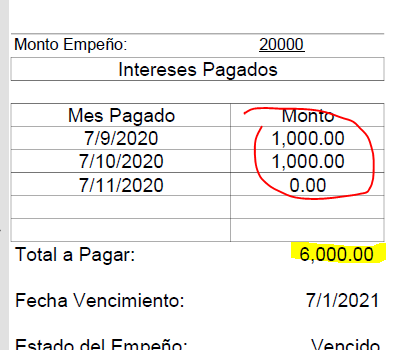 Monto Empeño: 20000
Intereses Pagados
Mes Pagado Monto
7/9/2020 1,000.00
7/10/2020 1,000.00
7/11/2020 0.00
Total a Pagar: 6,000.00
Fecha Vencimiento: 7/1/2021
Estado del Empeño: Vencido